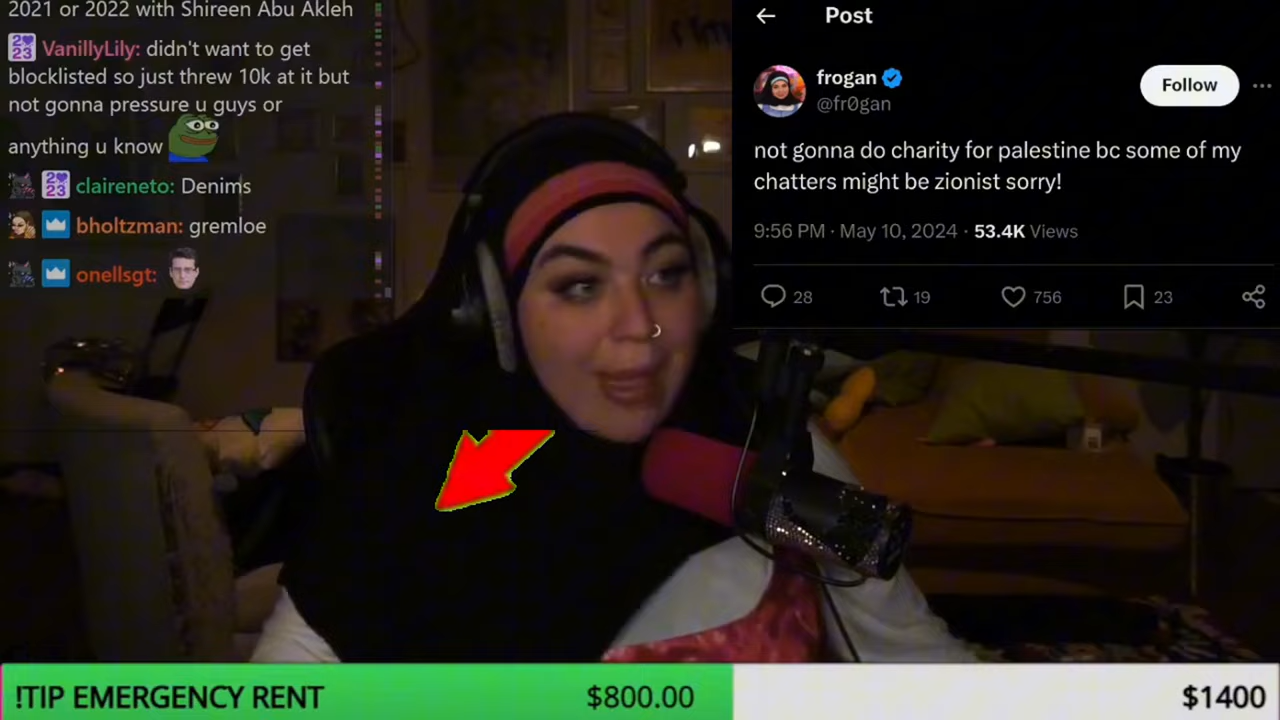 2021 or 2022 with Shireen Abu Akleh
VanillyLily: didn't want to get
blocklisted so just threw 10k at it but
not gonna pressure u guys or
anything u know
claireneto: Denims
bholtzman: gremloe
onellsgt:
Post
frogan
Follow
@fr0gan
not gonna do charity for palestine bc some of my
chatters might be zionist sorry!
9:56 PM · May 10, 2024 · 53.4K Views
28 19 756 23
!TIP EMERGENCY RENT $800.00 $1400